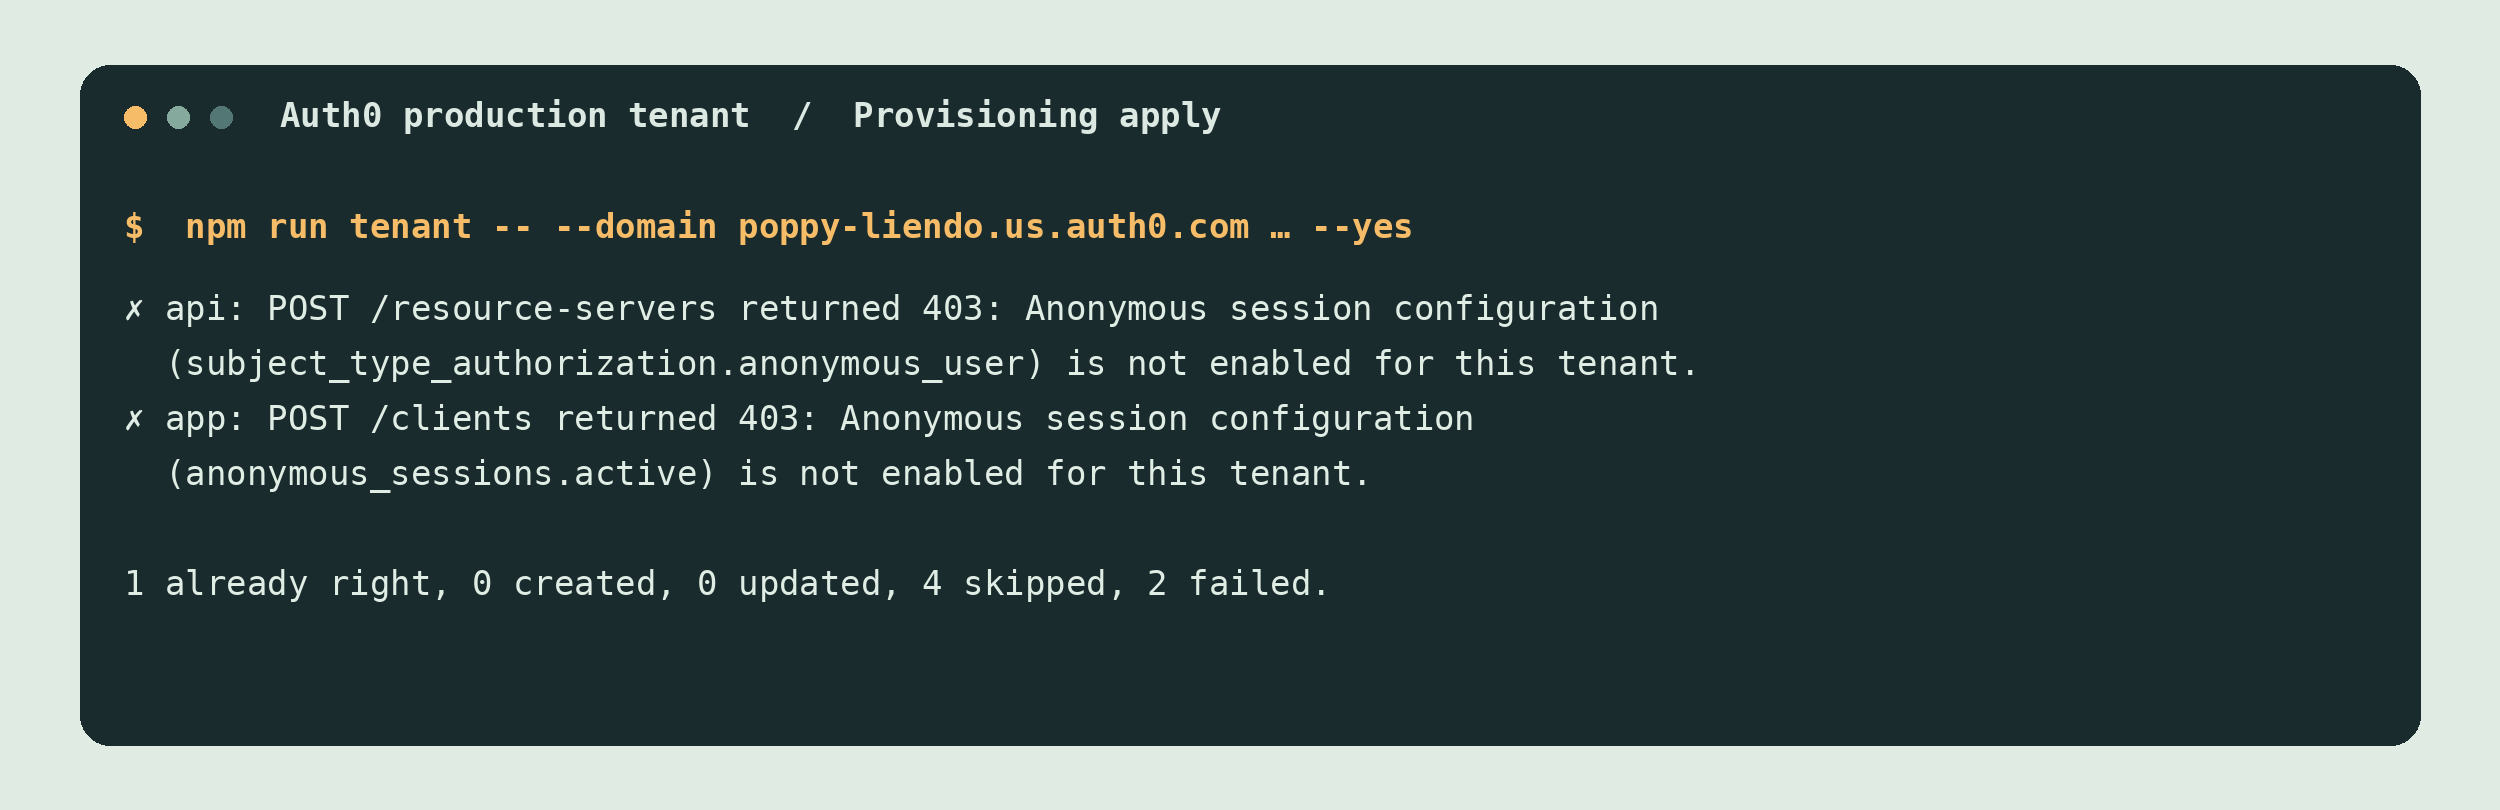 Auth0 production tenant / Provisioning apply
$ npm run tenant -- --domain poppy-liendo.us.auth0.com … --yes
✗ api: POST /resource-servers returned 403: Anonymous session configuration
(subject_type_authorization.anonymous_user) is not enabled for this tenant.
✗ app: POST /clients returned 403: Anonymous session configuration
(anonymous_sessions.active) is not enabled for this tenant.
1 already right, 0 created, 0 updated, 4 skipped, 2 failed.